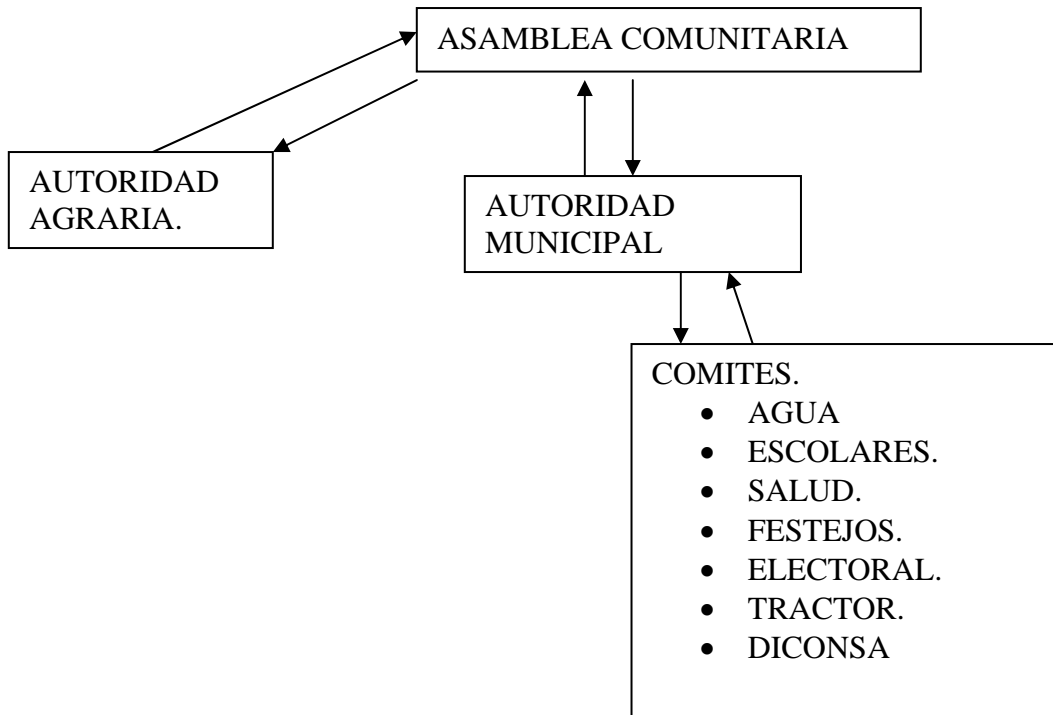 ASAMBLEA COMUNITARIA
AUTORIDAD
AGRARIA.
AUTORIDAD
MUNICIPAL
COMITES.
• AGUA
• ESCOLARES.
• SALUD.
• FESTEJOS.
• ELECTORAL.
• TRACTOR.
• DICONSA